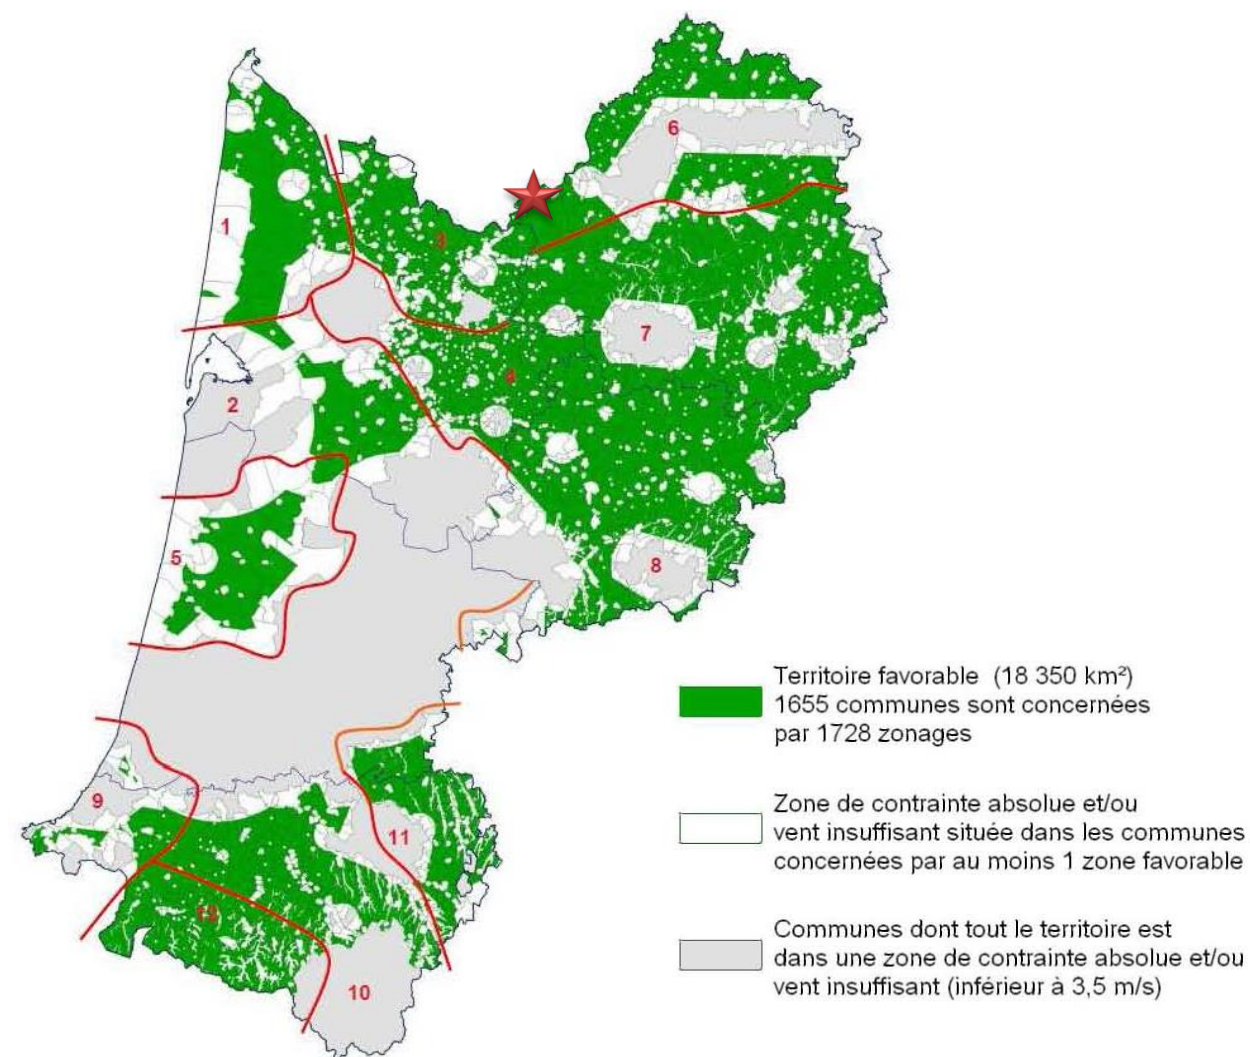 6
1
3
7
4
2
5
8
9
11
12
10
Territoire favorable (18 350 km²)
1655 communes sont concernées
par 1728 zonages
Zone de contrainte absolue et/ou
vent insuffisant située dans les communes
concernées par au moins 1 zone favorable
Communes dont tout le territoire est
dans une zone de contrainte absolue et/ou
vent insuffisant (inférieur à 3,5 m/s)